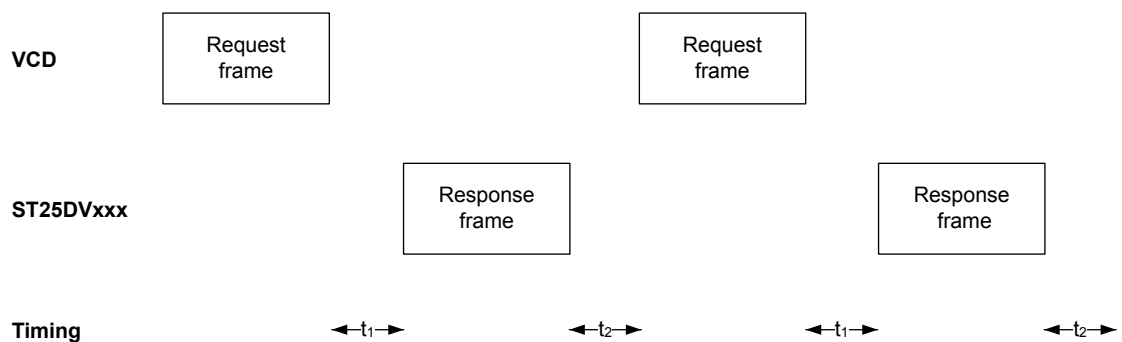 VCD
Request
frame
Request
frame
ST25DVxxx
Response
frame
Response
frame
Timing
t1
t2
t1
t2